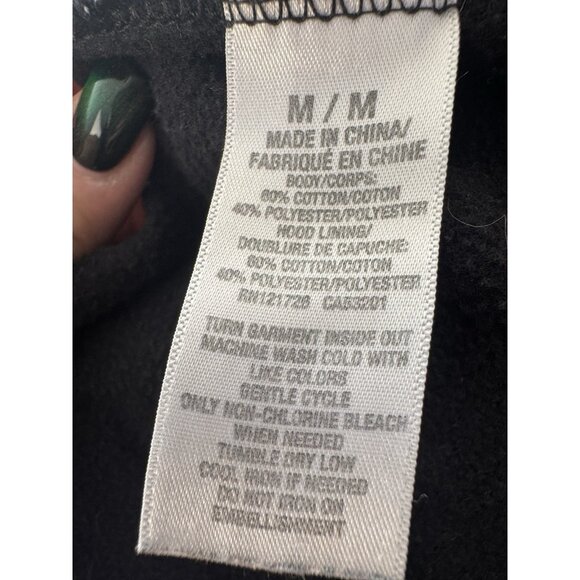 M / M
MADE IN CHINA/
FABRIQUÉ EN CHINE
BODY/CORPS:
60% COTTON/COTON
40% POLYESTER/POLYESTER
HOOD LINING/
DOUBLURE DE CAPUCHE:
60% COTTON/COTON
40% POLYESTER/POLYESTER
RN121728 CA53201
TURN GARMENT INSIDE OUT
MACHINE WASH COLD WITH
LIKE COLORS
GENTLE CYCLE
ONLY NON-CHLORINE BLEACH
WHEN NEEDED
TUMBLE DRY LOW
COOL IRON IF NEEDED
DO NOT IRON ON
EMBELLISHMENT